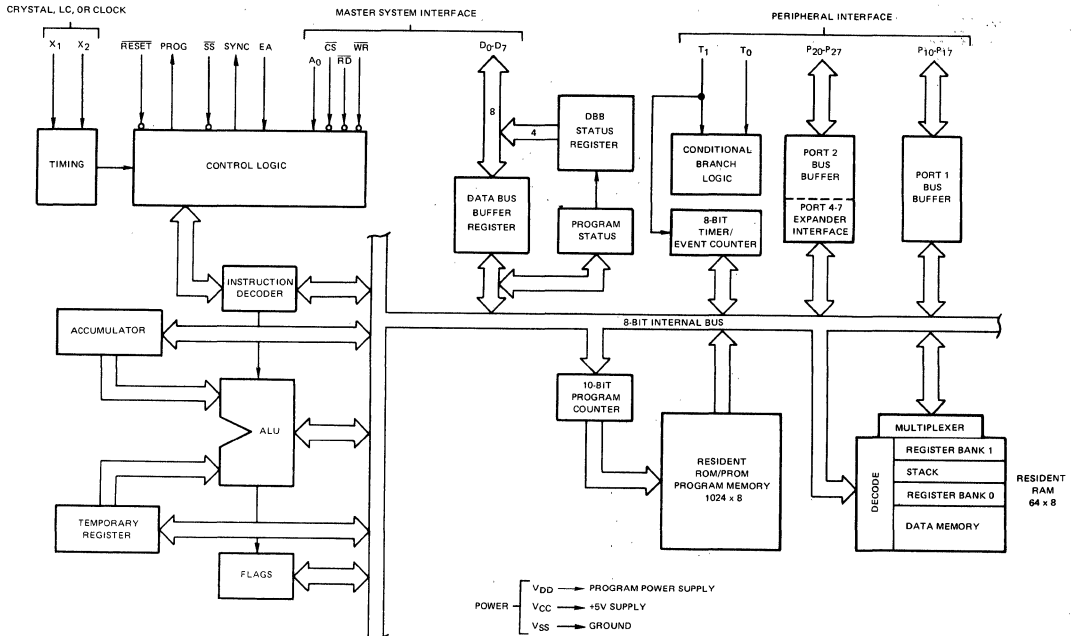 CRYSTAL, LC, OR CLOCK
MASTER SYSTEM INTERFACE
PERIPHERAL INTERFACE
X1
X2
RESET
PROG
SS
SYNC
EA
A0
CS
RD
WR
D0-D7
T1
T0
P20-P27
P10-P17
TIMING
CONTROL LOGIC
8
4
DBB
STATUS
REGISTER
CONDITIONAL
BRANCH
LOGIC
PORT 2
BUS
BUFFER
PORT 4-7
EXPANDER
INTERFACE
PORT 1
BUS
BUFFER
DATA BUS
BUFFER
REGISTER
PROGRAM
STATUS
8-BIT
TIMER/
EVENT COUNTER
INSTRUCTION
DECODER
8-BIT INTERNAL BUS
ACCUMULATOR
ALU
10-BIT
PROGRAM
COUNTER
RESIDENT
ROM/PROM
PROGRAM MEMORY
1024 x 8
MULTIPLEXER
DECODE
REGISTER BANK 1
STACK
REGISTER BANK 0
DATA MEMORY
RESIDENT
RAM
64 x 8
TEMPORARY
REGISTER
FLAGS
POWER
VDD PROGRAM POWER SUPPLY
VCC +5V SUPPLY
VSS GROUND